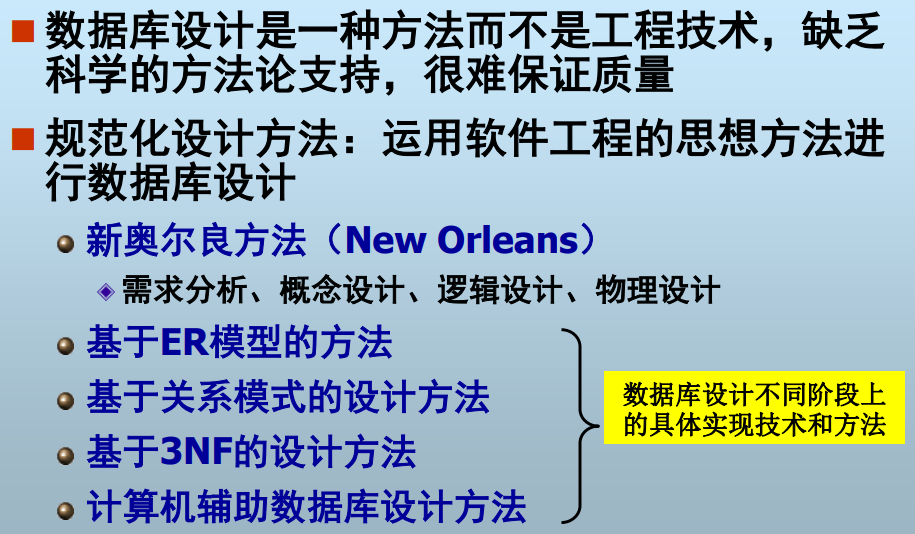 数据库设计是一种方法而不是工程技术，缺乏
科学的方法论支持，很难保证质量
规范化设计方法：运用软件工程的思想方法进
行数据库设计
新奥尔良方法（New Orleans）
需求分析、概念设计、逻辑设计、物理设计
基于ER模型的方法
基于关系模式的设计方法
基于3NF的设计方法
计算机辅助数据库设计方法
数据库设计不同阶段上
的具体实现技术和方法